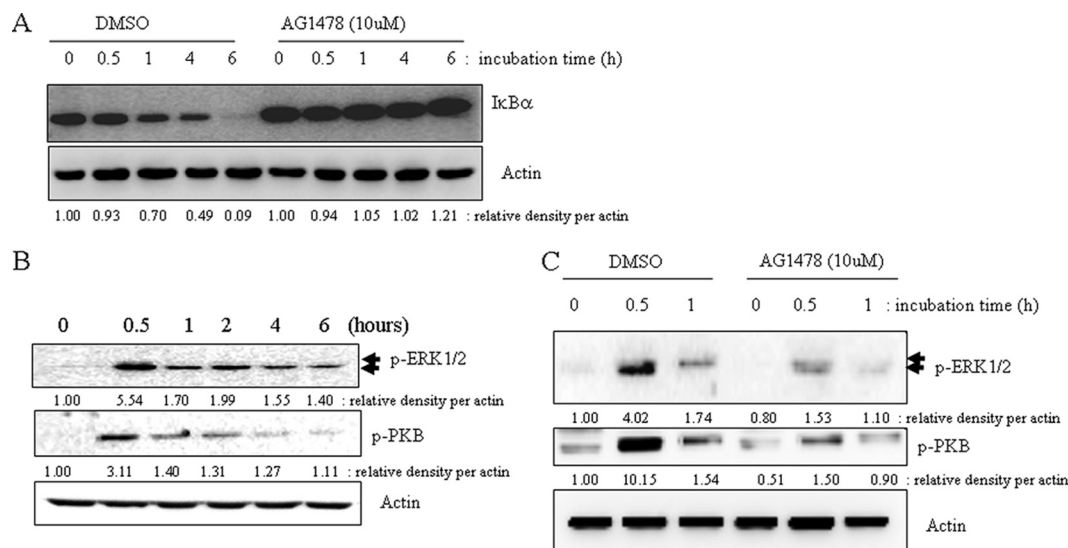 A
DMSO AG1478 (10uM)
0 0.5 1 4 6 0 0.5 1 4 6 : incubation time (h)
IκBα
Actin
1.00 0.93 0.70 0.49 0.09 1.00 0.94 1.05 1.02 1.21 : relative density per actin
B
0 0.5 1 2 4 6 (hours)
p-ERK1/2
1.00 5.54 1.70 1.99 1.55 1.40 : relative density per actin
p-PKB
1.00 3.11 1.40 1.31 1.27 1.11 : relative density per actin
Actin
C
DMSO AG1478 (10uM)
0 0.5 1 0 0.5 1 : incubation time (h)
p-ERK1/2
1.00 4.02 1.74 0.80 1.53 1.10 : relative density per actin
p-PKB
1.00 10.15 1.54 0.51 1.50 0.90 : relative density per actin
Actin